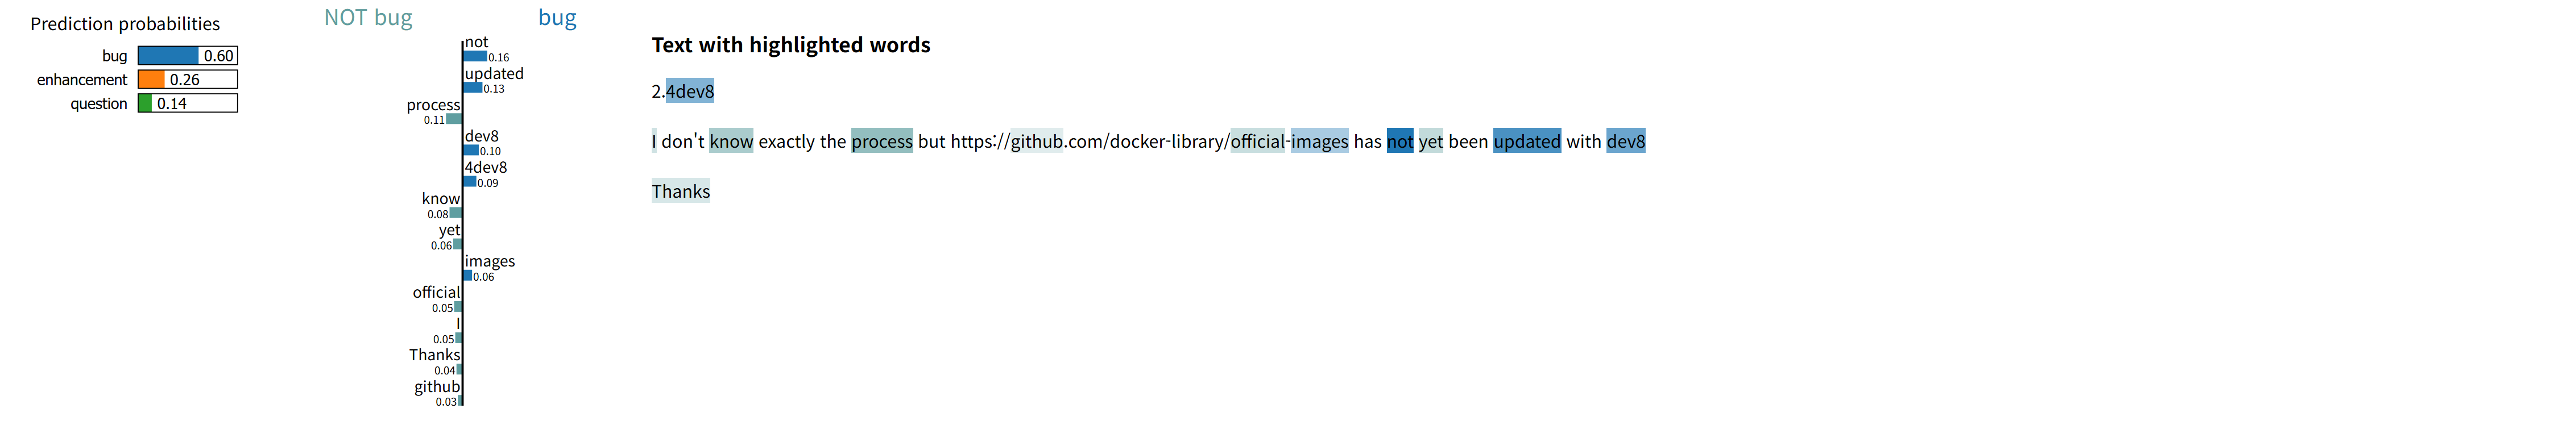 Prediction probabilities
bug 0.60
enhancement 0.26
question 0.14
NOT bug bug
not
0.16
updated
0.13
process
0.11
dev8
0.10
4dev8
0.09
know
0.08
yet
0.06
images
0.06
official
0.05
I
0.05
Thanks
0.04
github
0.03
Text with highlighted words
2.4dev8
I don't know exactly the process but https://github.com/docker-library/official-images has not yet been updated with dev8
Thanks